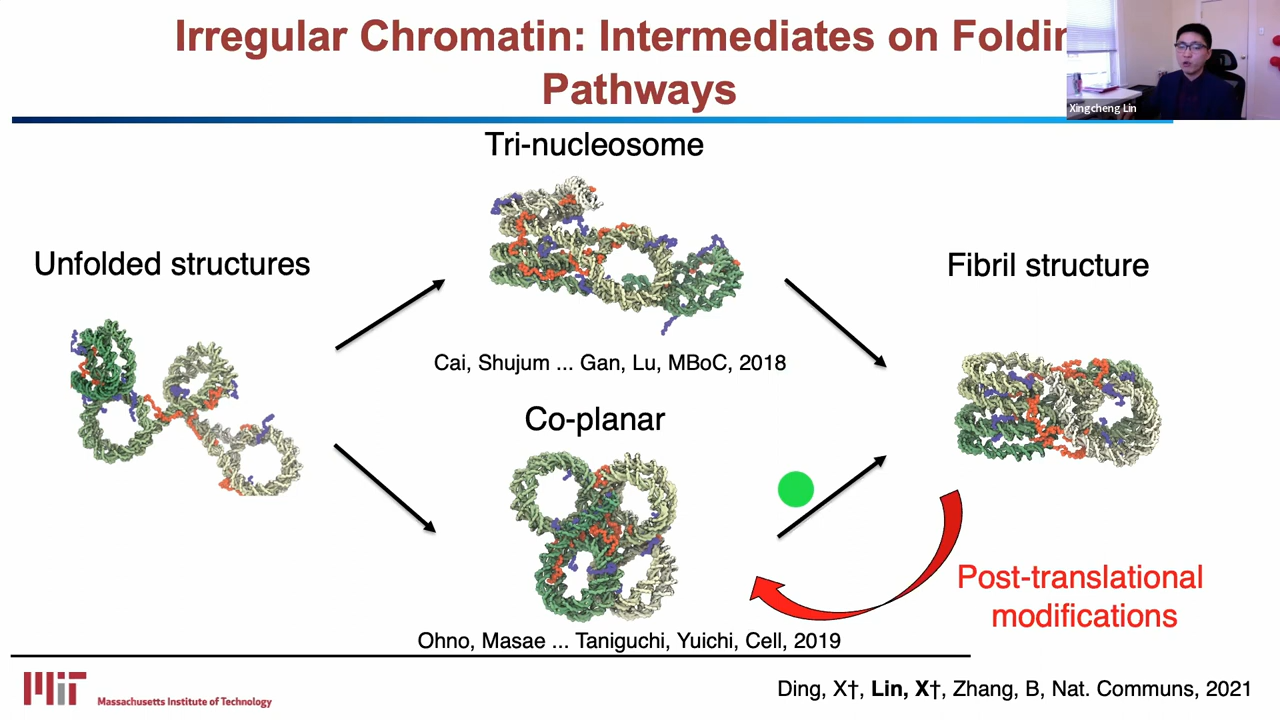 Irregular Chromatin: Intermediates on Foldin
Pathways
Xingcheng Lin
Tri-nucleosome
Unfolded structures
Fibril structure
Cai, Shujum ... Gan, Lu, MBoC, 2018
Co-planar
Post-translational
modifications
Ohno, Masae ... Taniguchi, Yuichi, Cell, 2019
MIT
Massachusetts Institute of Technology
Ding, X†, Lin, X†, Zhang, B, Nat. Communs, 2021